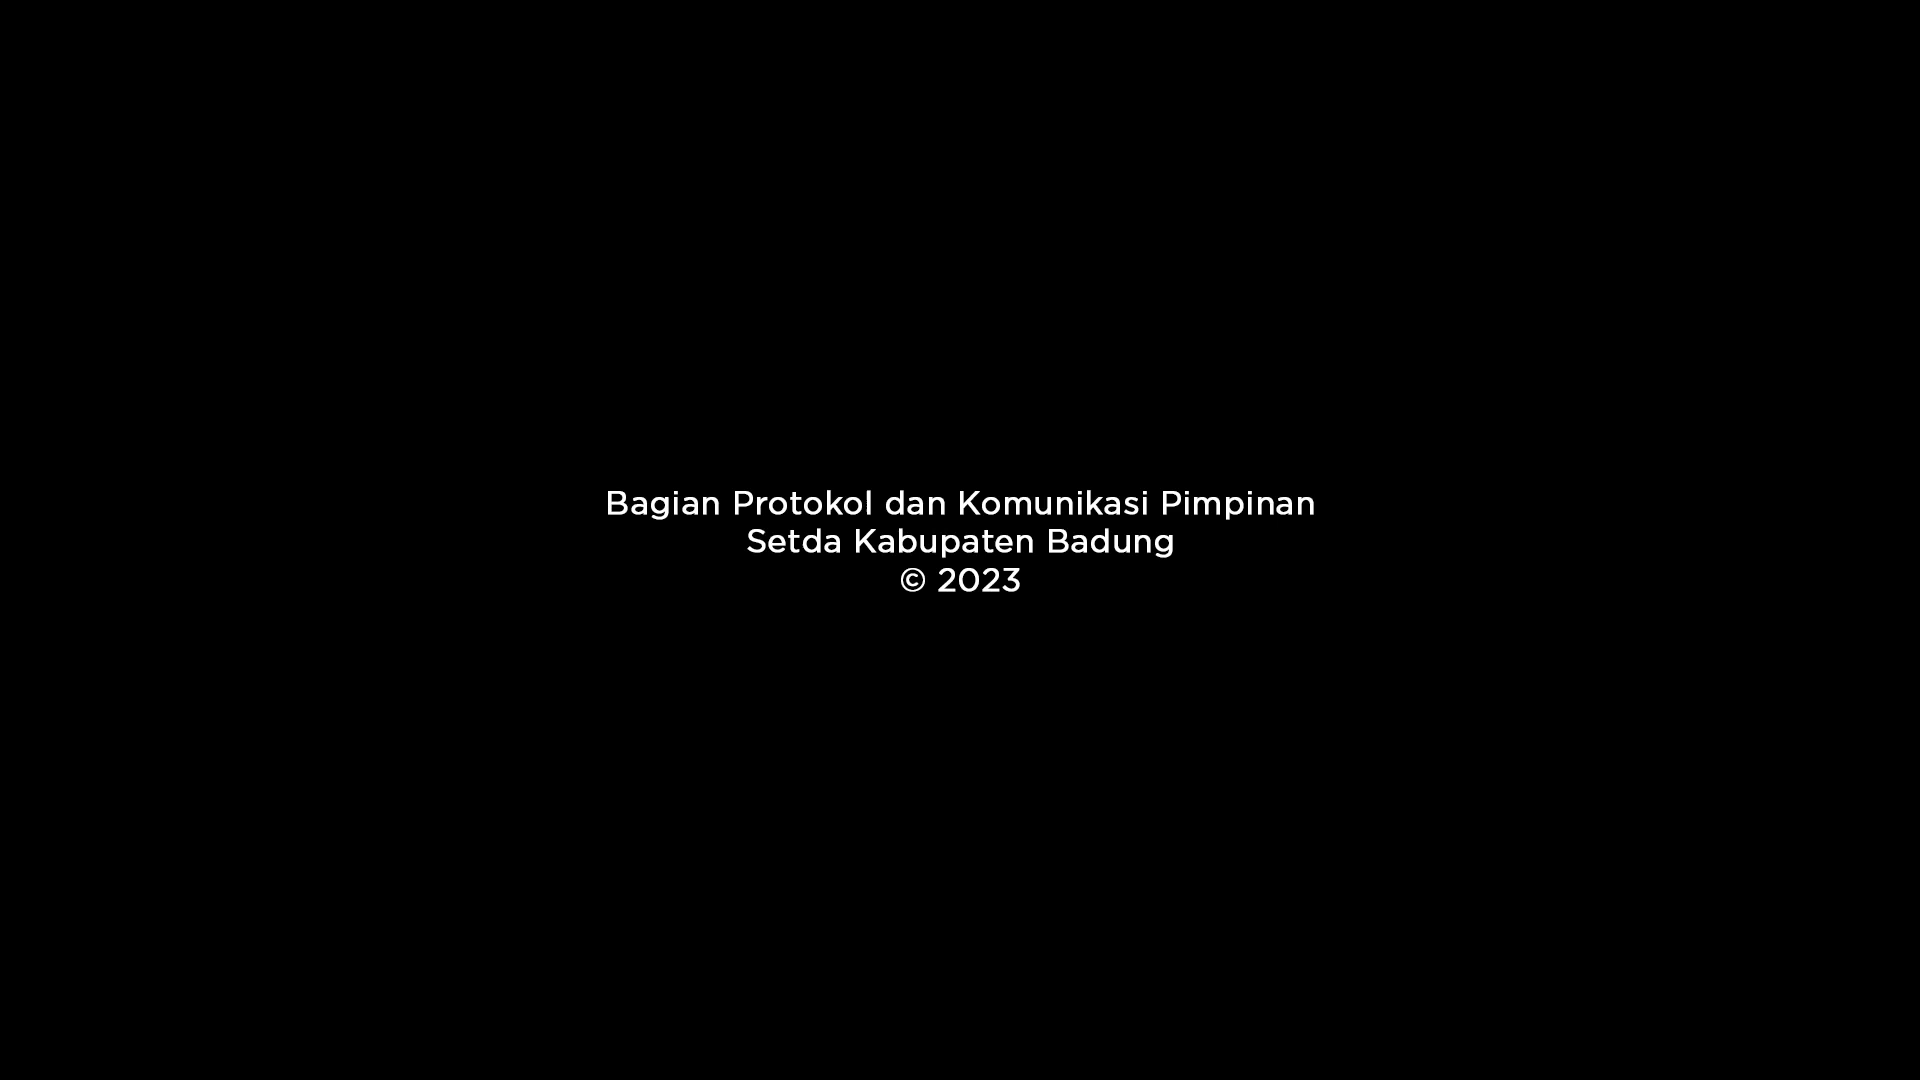 Bagian Protokol dan Komunikasi Pimpinan
Setda Kabupaten Badung
© 2023